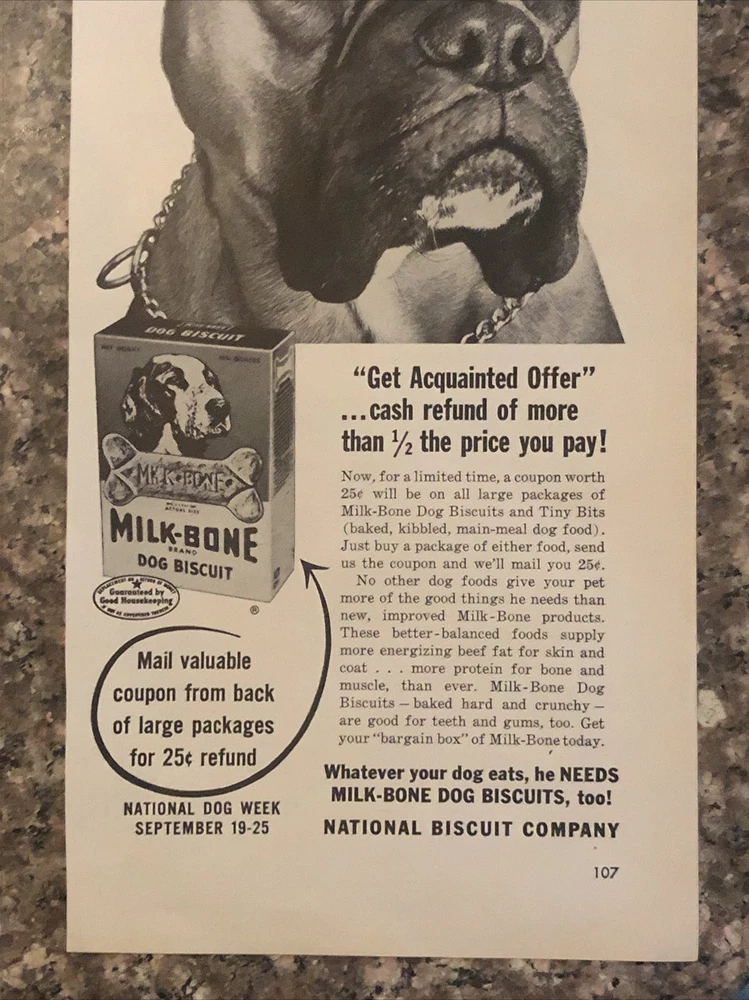 DOG BISCUIT
MILK-BONE
MILK-BONE
BRAND
DOG BISCUIT
Guaranteed by
Good Housekeeping
®
Mail valuable
coupon from back
of large packages
for 25¢ refund
NATIONAL DOG WEEK
SEPTEMBER 19-25
“Get Acquainted Offer”
...cash refund of more
than ½ the price you pay!
Now, for a limited time, a coupon worth
25¢ will be on all large packages of
Milk-Bone Dog Biscuits and Tiny Bits
(baked, kibbled, main-meal dog food).
Just buy a package of either food, send
us the coupon and we’ll mail you 25¢.
No other dog foods give your pet
more of the good things he needs than
new, improved Milk-Bone products.
These better-balanced foods supply
more energizing beef fat for skin and
coat . . . more protein for bone and
muscle, than ever. Milk-Bone Dog
Biscuits — baked hard and crunchy —
are good for teeth and gums, too. Get
your “bargain box” of Milk-Bone today.
Whatever your dog eats, he NEEDS
MILK-BONE DOG BISCUITS, too!
NATIONAL BISCUIT COMPANY
107